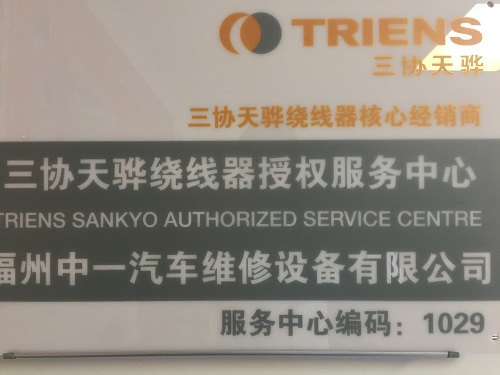 TRIENS
三协天骅
三协天骅绕线器核心经销商
三协天骅绕线器授权服务中心
TRIENS SANKYO AUTHORIZED SERVICE CENTRE
福州中一汽车维修设备有限公司
服务中心编码：1029